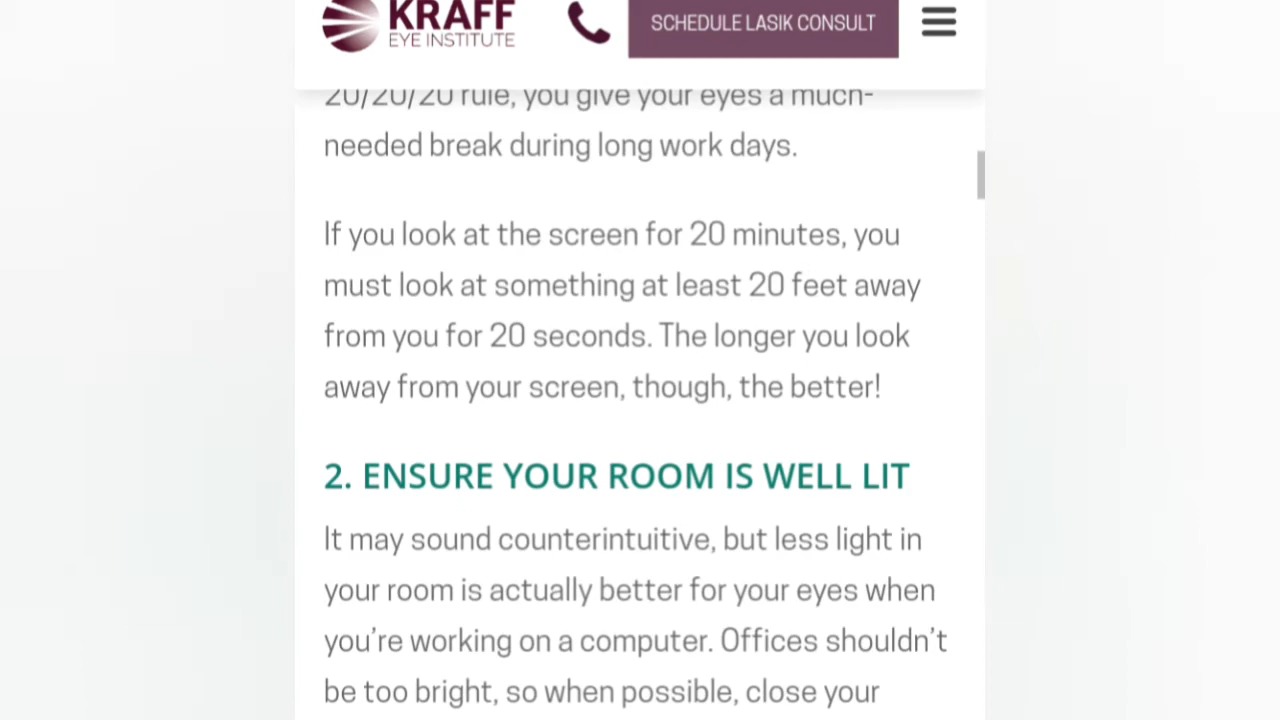 KRAFF
EYE INSTITUTE
SCHEDULE LASIK CONSULT
20/20/20 rule, you give your eyes a much-
needed break during long work days.
If you look at the screen for 20 minutes, you
must look at something at least 20 feet away
from you for 20 seconds. The longer you look
away from your screen, though, the better!
2. ENSURE YOUR ROOM IS WELL LIT
It may sound counterintuitive, but less light in
your room is actually better for your eyes when
you’re working on a computer. Offices shouldn’t
be too bright, so when possible, close your